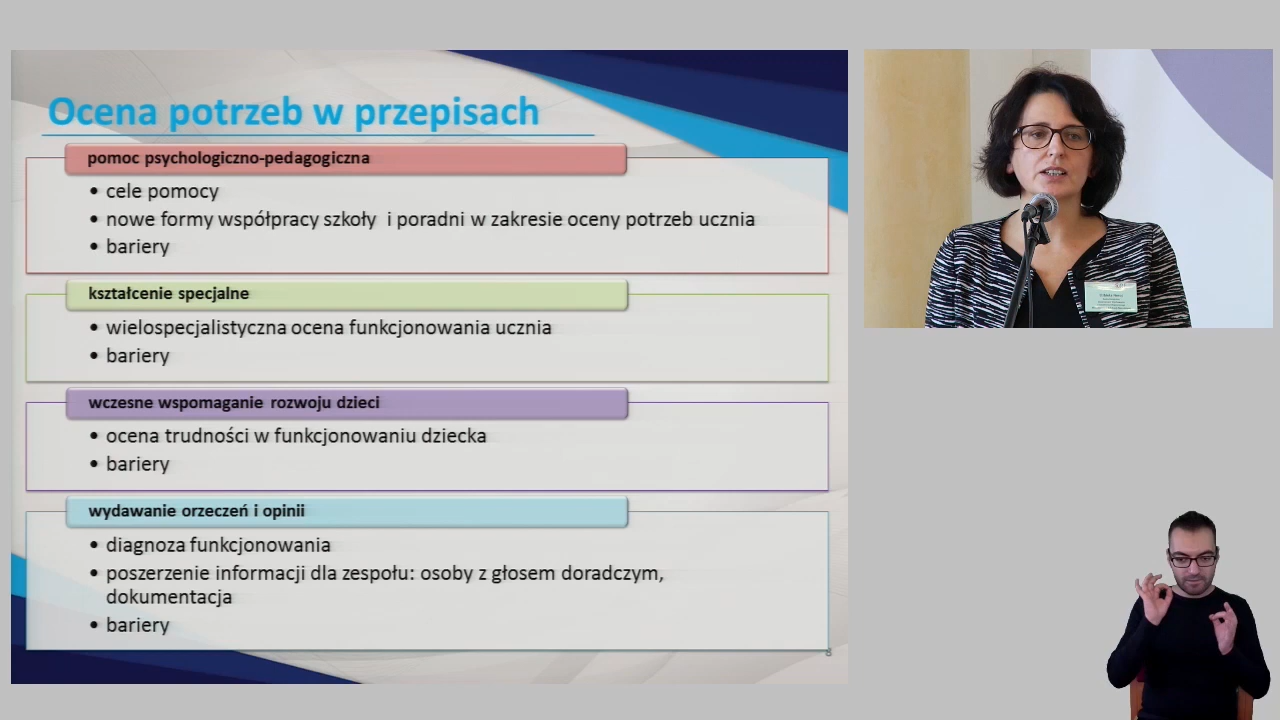 Ocena potrzeb w przepisach
pomoc psychologiczno-pedagogiczna
• cele pomocy
• nowe formy współpracy szkoły i poradni w zakresie oceny potrzeb ucznia
• bariery
kształcenie specjalne
• wielospecjalistyczna ocena funkcjonowania ucznia
• bariery
wczesne wspomaganie rozwoju dzieci
• ocena trudności w funkcjonowaniu dziecka
• bariery
wydawanie orzeczeń i opinii
• diagnoza funkcjonowania
• poszerzenie informacji dla zespołu: osoby z głosem doradczym,
dokumentacja
• bariery
8